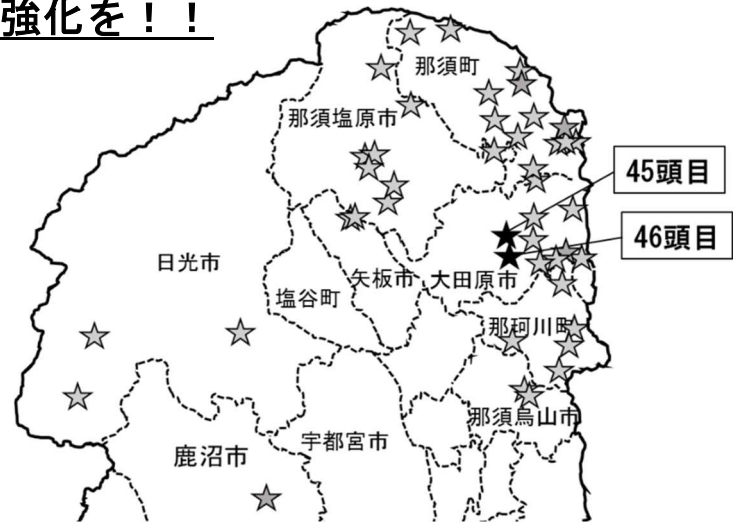 強化を！！
那須町
那須塩原市
45頭目
46頭目
日光市
矢板市
大田原市
塩谷町
那珂川町
那須烏山市
宇都宮市
鹿沼市